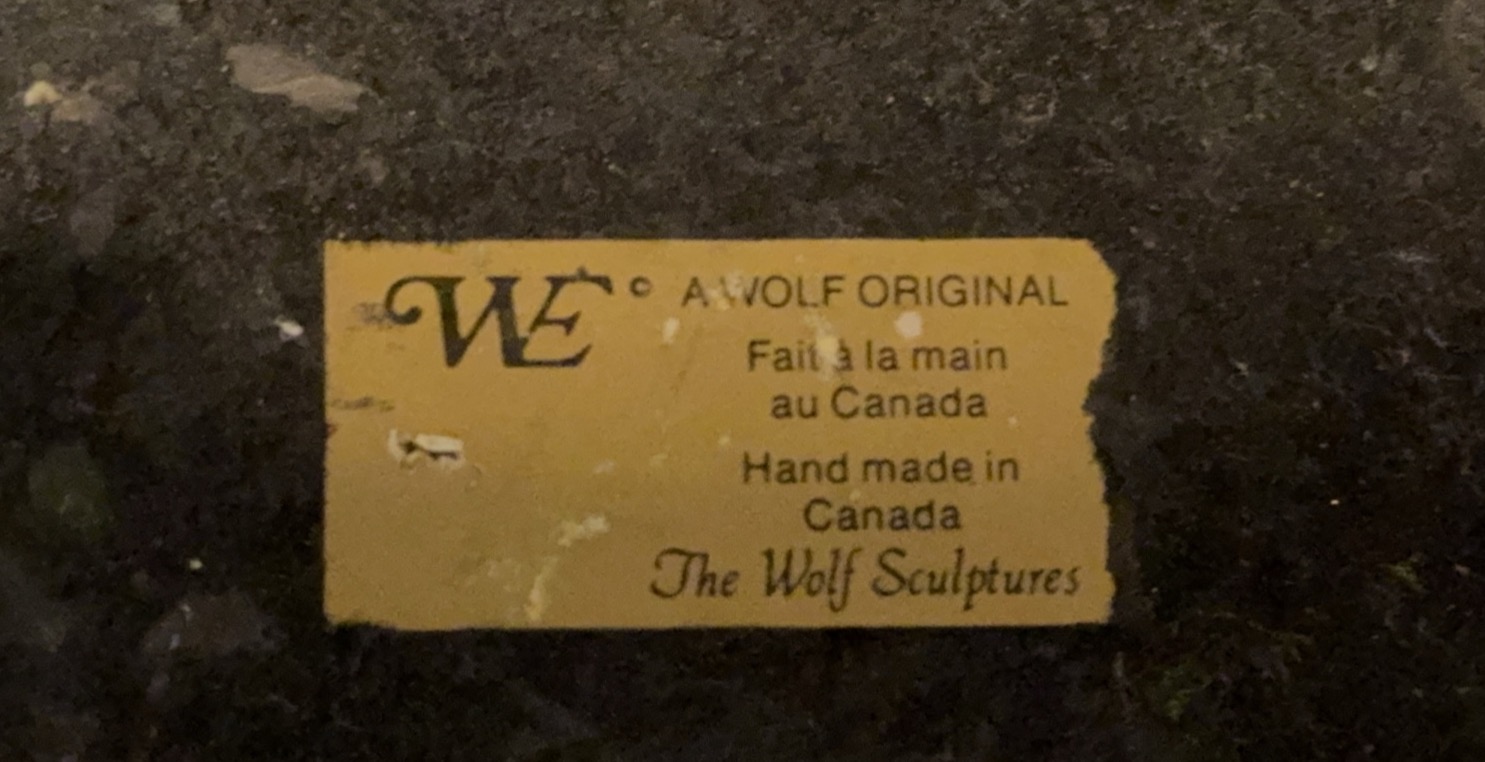 WE © A WOLF ORIGINAL
Fait à la main
au Canada
Hand made in
Canada
The Wolf Sculptures